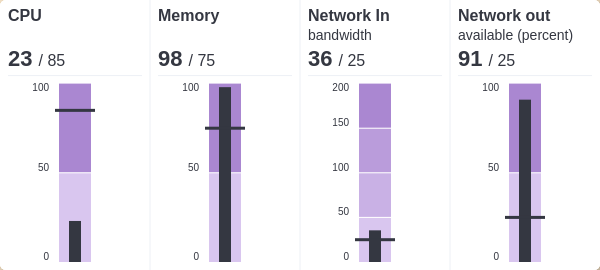 CPU
23 / 85
100
50
0
Memory
98 / 75
100
50
0
Network In
bandwidth
36 / 25
200
150
100
50
0
Network out
available (percent)
91 / 25
100
50
0